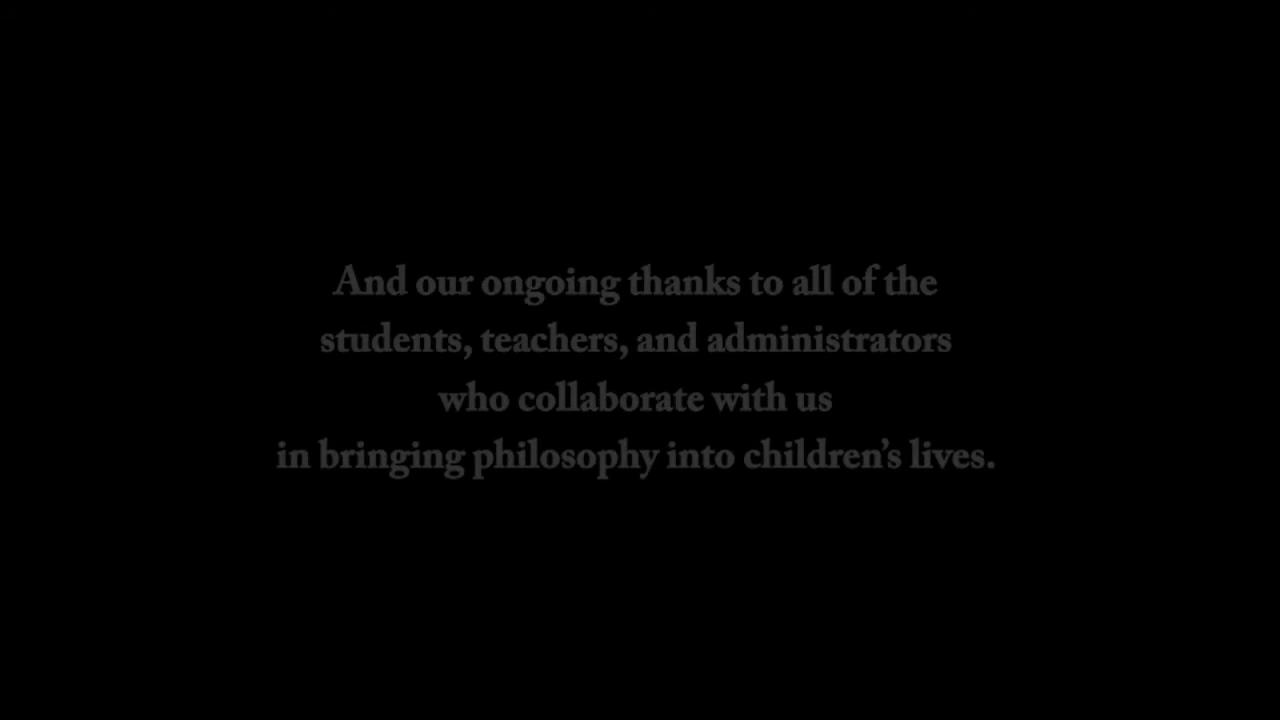 And our ongoing thanks to all of the
students, teachers, and administrators
who collaborate with us
in bringing philosophy into children’s lives.